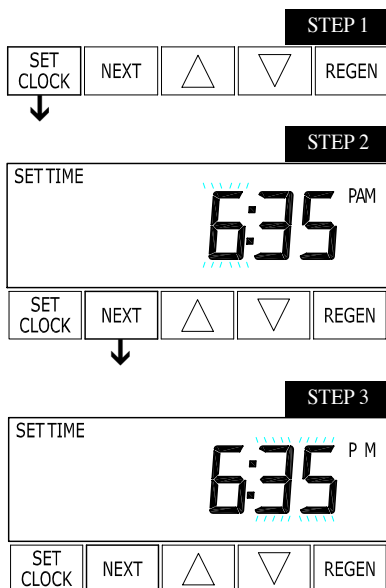 STEP 1
SET CLOCK NEXT REGEN
STEP 2
SET TIME
6:35 PAM
SET CLOCK NEXT REGEN
STEP 3
SET TIME
6:35 P M
SET CLOCK NEXT REGEN